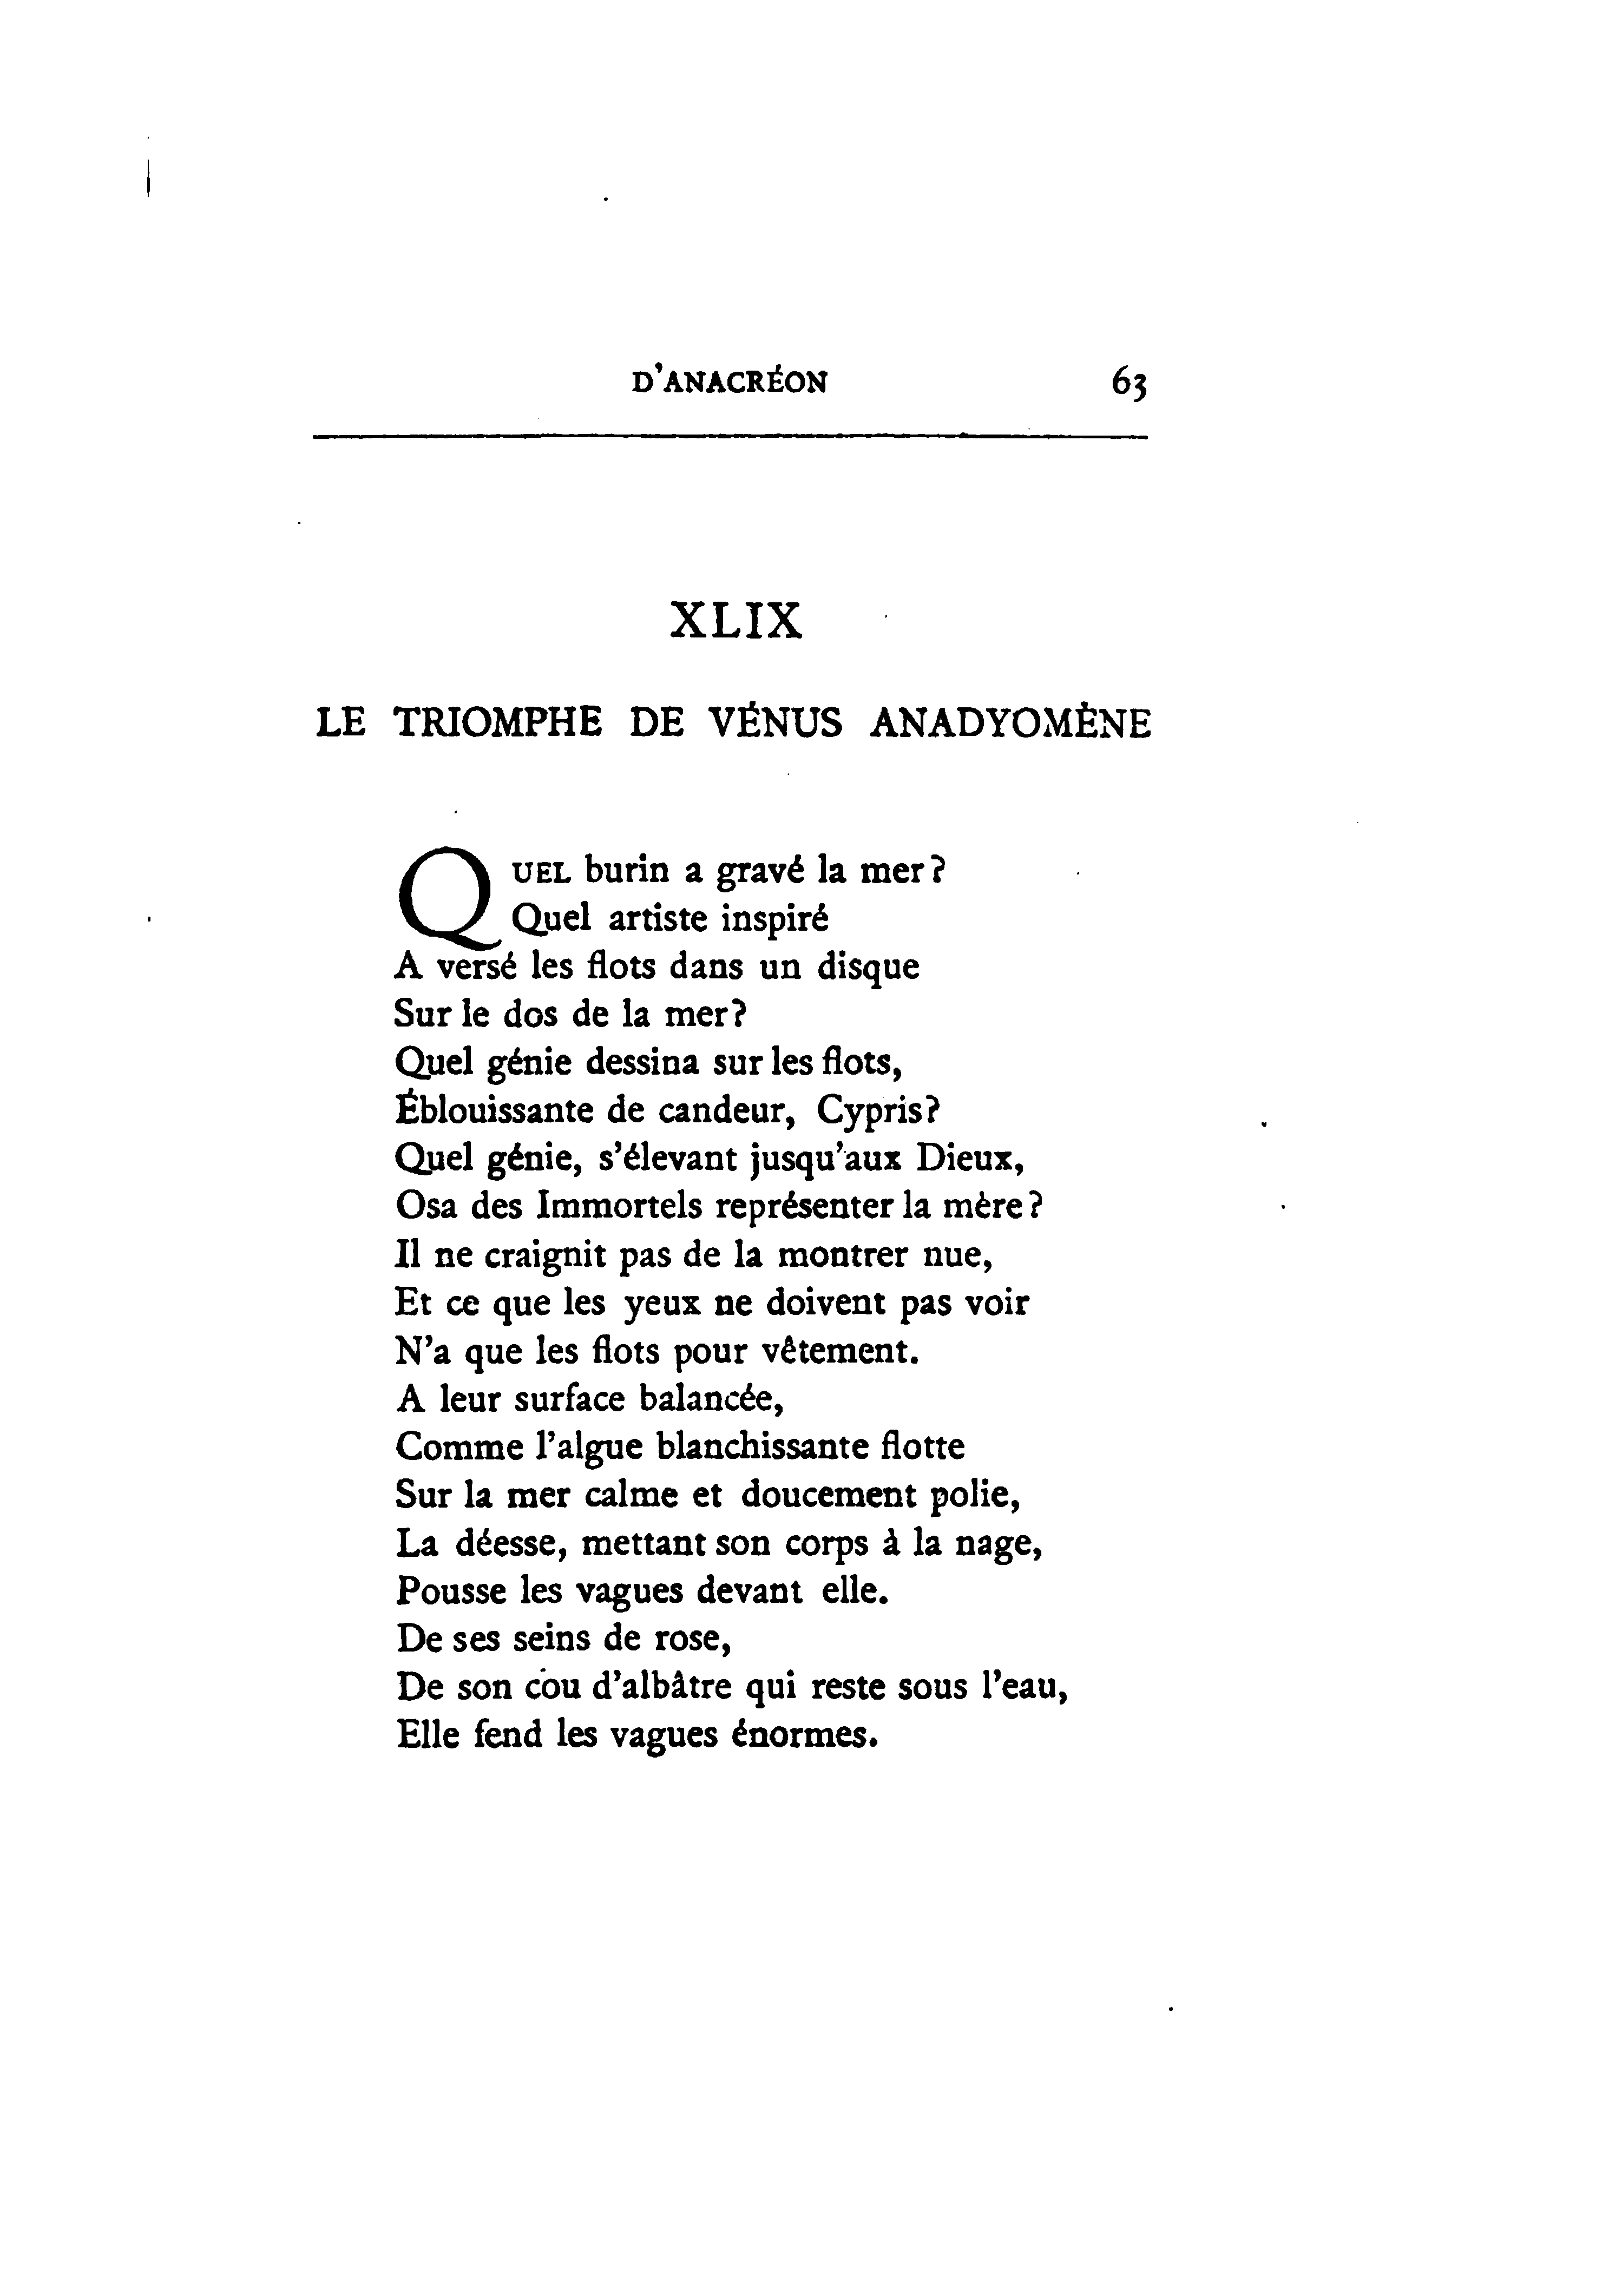 D'ANACRÉON 63
XLIX
LE TRIOMPHE DE VÉNUS ANADYOMÈNE
QUEL burin a gravé la mer?
Quel artiste inspiré
A versé les flots dans un disque
Sur le dos de la mer?
Quel génie dessina sur les flots,
Éblouissante de candeur, Cypris?
Quel génie, s'élevant jusqu'aux Dieux,
Osa des Immortels représenter la mère?
Il ne craignit pas de la montrer nue,
Et ce que les yeux ne doivent pas voir
N'a que les flots pour vêtement.
A leur surface balancée,
Comme l'algue blanchissante flotte
Sur la mer calme et doucement polie,
La déesse, mettant son corps à la nage,
Pousse les vagues devant elle.
De ses seins de rose,
De son cou d'albâtre qui reste sous l'eau,
Elle fend les vagues énormes.